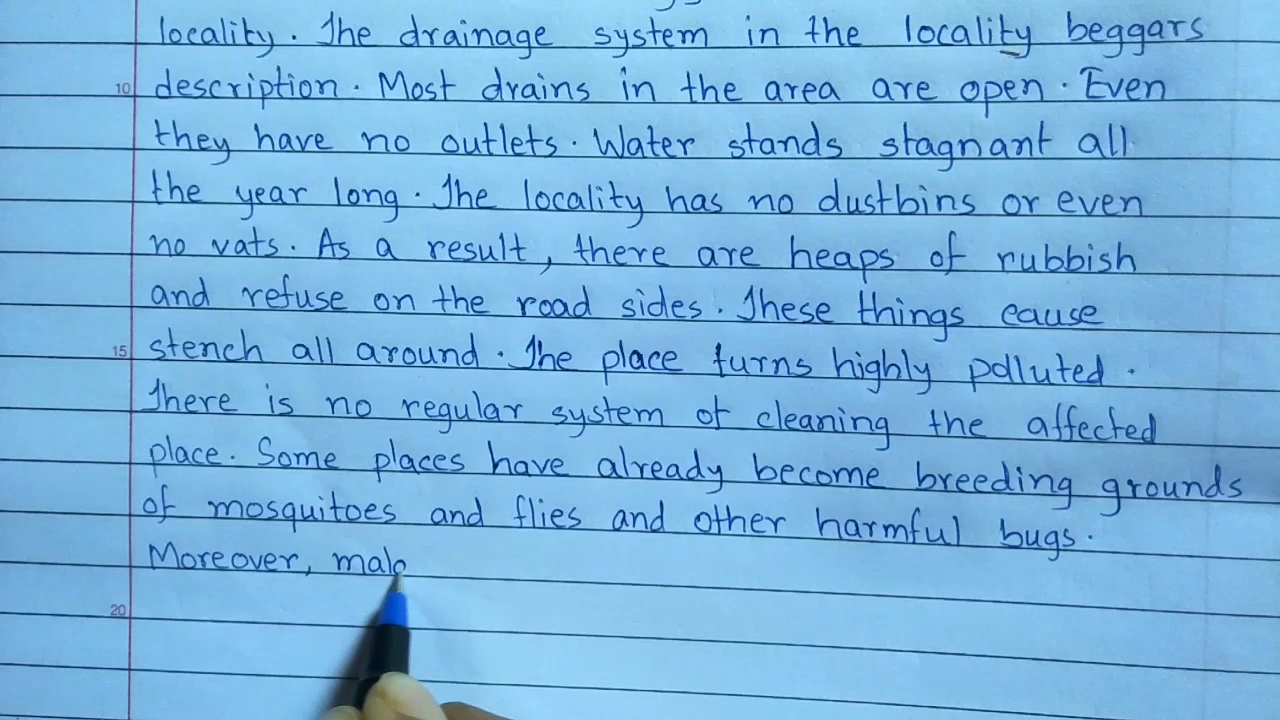 locality. The drainage system in the locality beggars
10 description. Most drains in the area are open. Even
they have no outlets. Water stands stagnant all
the year long. The locality has no dustbins or even
no vats. As a result, there are heaps of rubbish
and refuse on the road sides. These things cause
15 stench all around. The place turns highly polluted.
There is no regular system of cleaning the affected
place. Some places have already become breeding grounds
of mosquitoes and flies and other harmful bugs.
Moreover,
20